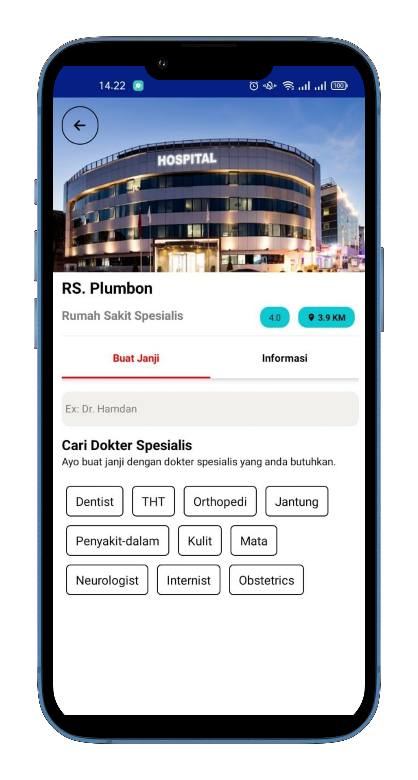 14.22
100
HOSPITAL
RS. Plumbon
Rumah Sakit Spesialis
4.0
3.9 KM
Buat Janji
Informasi
Ex: Dr. Hamdan
Cari Dokter Spesialis
Ayo buat janji dengan dokter spesialis yang anda butuhkan.
Dentist THT Orthopedi Jantung
Penyakit-dalam Kulit Mata
Neurologist Internist Obstetrics